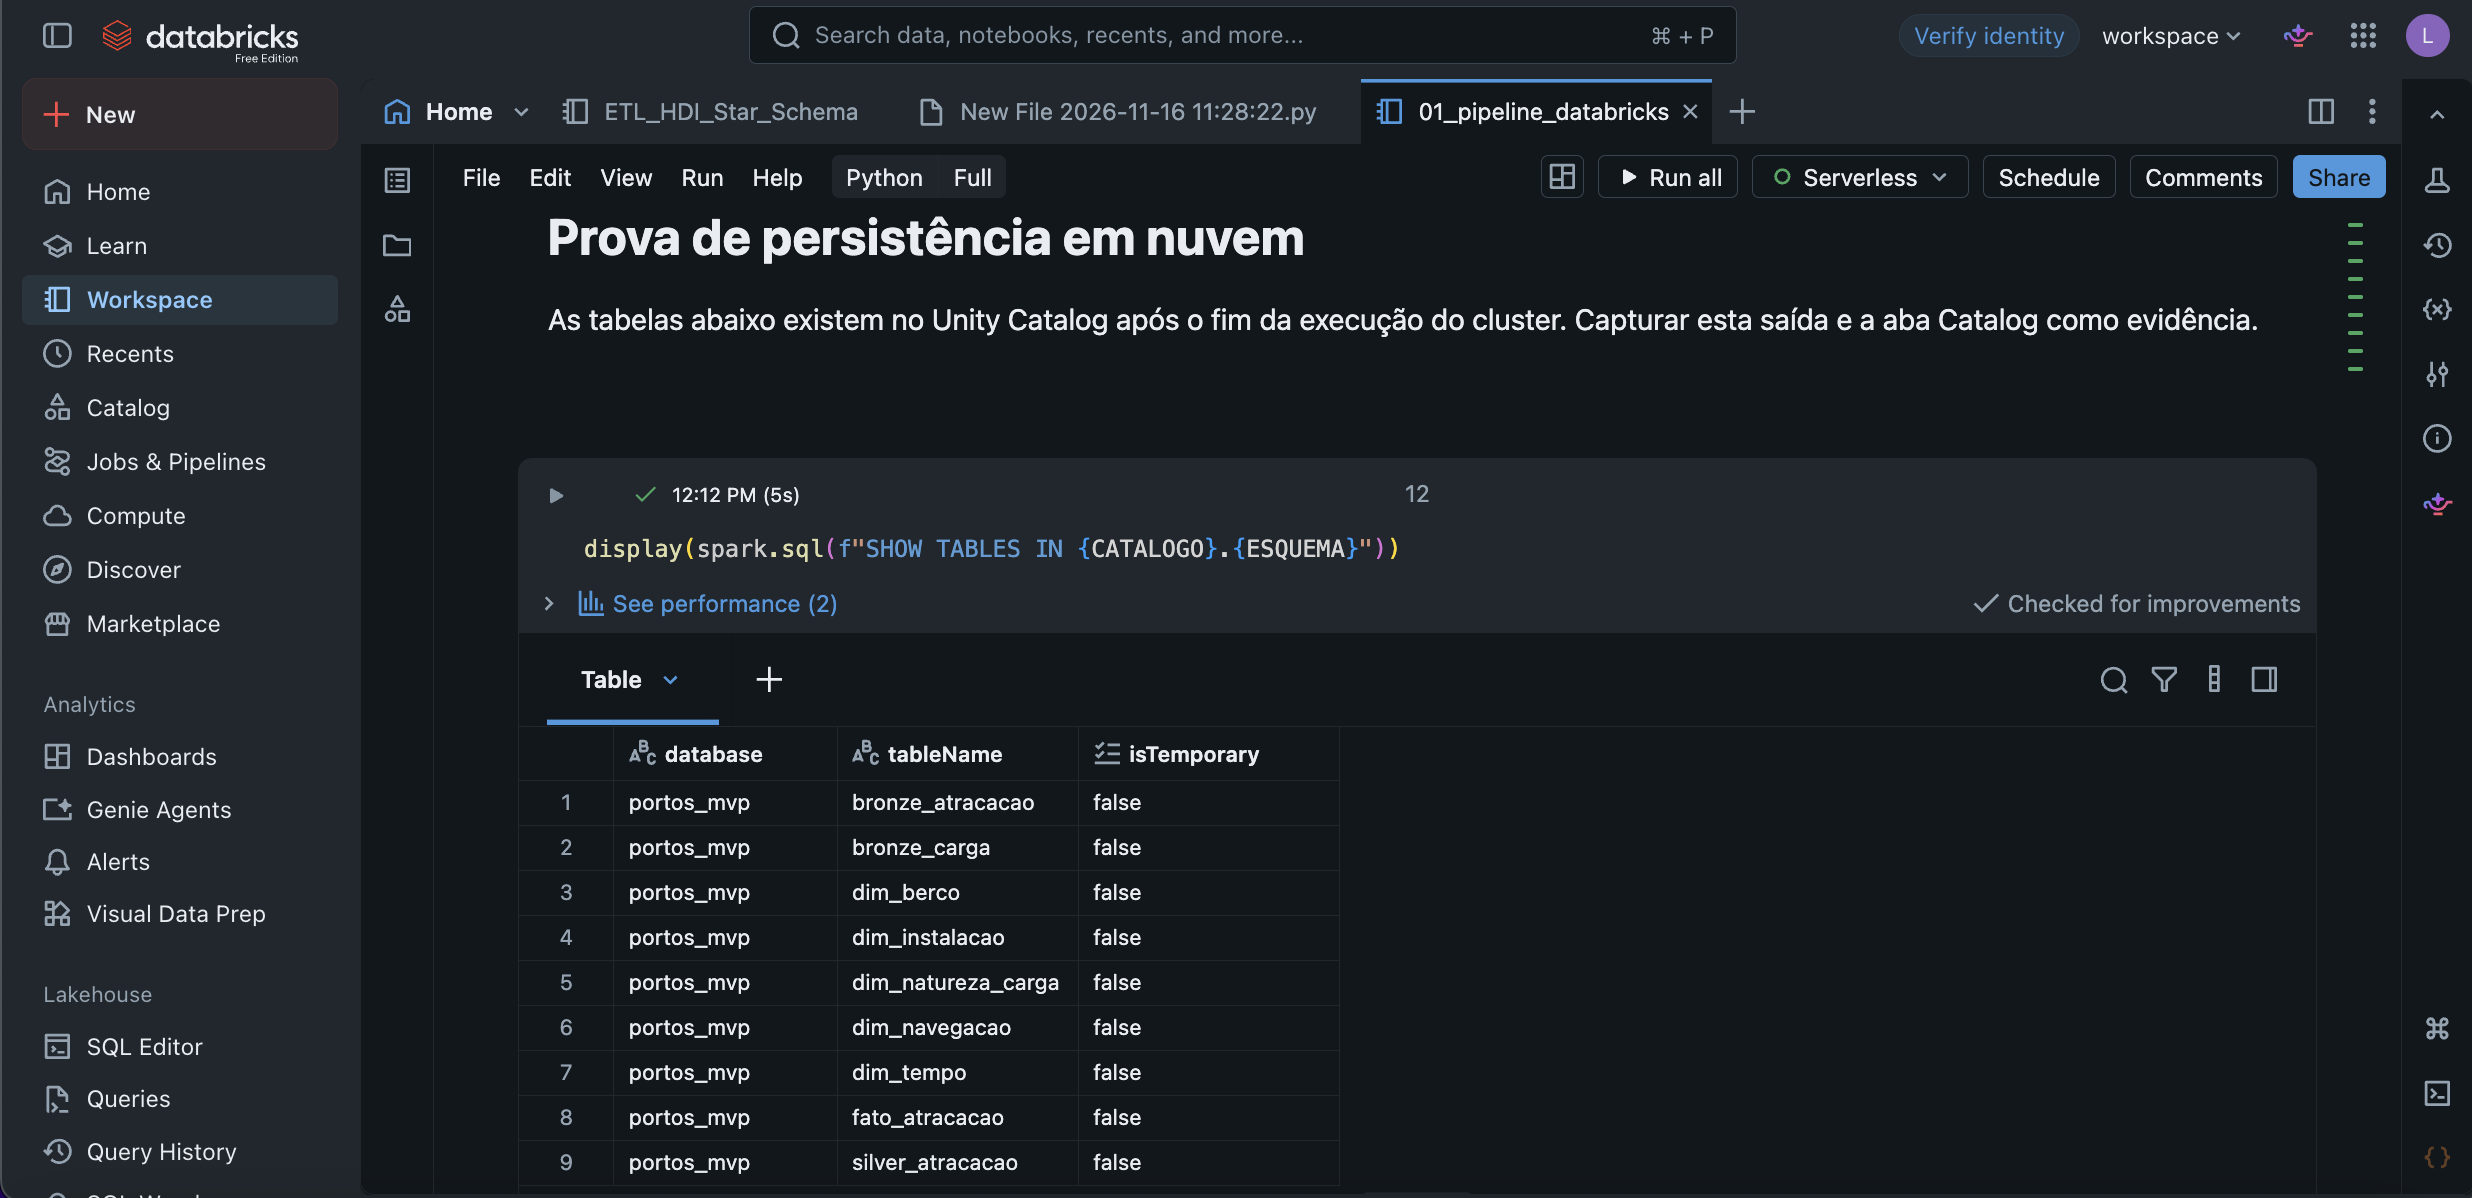 databricks
Free Edition
Search data, notebooks, recents, and more...
⌘ + P
Verify identity
workspace
L
New
Home
Learn
Workspace
Recents
Catalog
Jobs & Pipelines
Compute
Discover
Marketplace
Analytics
Dashboards
Genie Agents
Alerts
Visual Data Prep
Lakehouse
SQL Editor
Queries
Query History
Home
ETL_HDI_Star_Schema
New File 2026-11-16 11:28:22.py
01_pipeline_databricks
File Edit View Run Help Python Full
Run all
Serverless
Schedule
Comments
Share
Prova de persistência em nuvem
As tabelas abaixo existem no Unity Catalog após o fim da execução do cluster. Capturar esta saída e a aba Catalog como evidência.
12:12 PM (5s)
12
display(spark.sql(f"SHOW TABLES IN {CATALOGO}.{ESQUEMA}"))
See performance (2)
Checked for improvements
Table
database tableName isTemporary
1 portos_mvp bronze_atracacao false
2 portos_mvp bronze_carga false
3 portos_mvp dim_berco false
4 portos_mvp dim_instalacao false
5 portos_mvp dim_natureza_carga false
6 portos_mvp dim_navegacao false
7 portos_mvp dim_tempo false
8 portos_mvp fato_atracacao false
9 portos_mvp silver_atracacao false